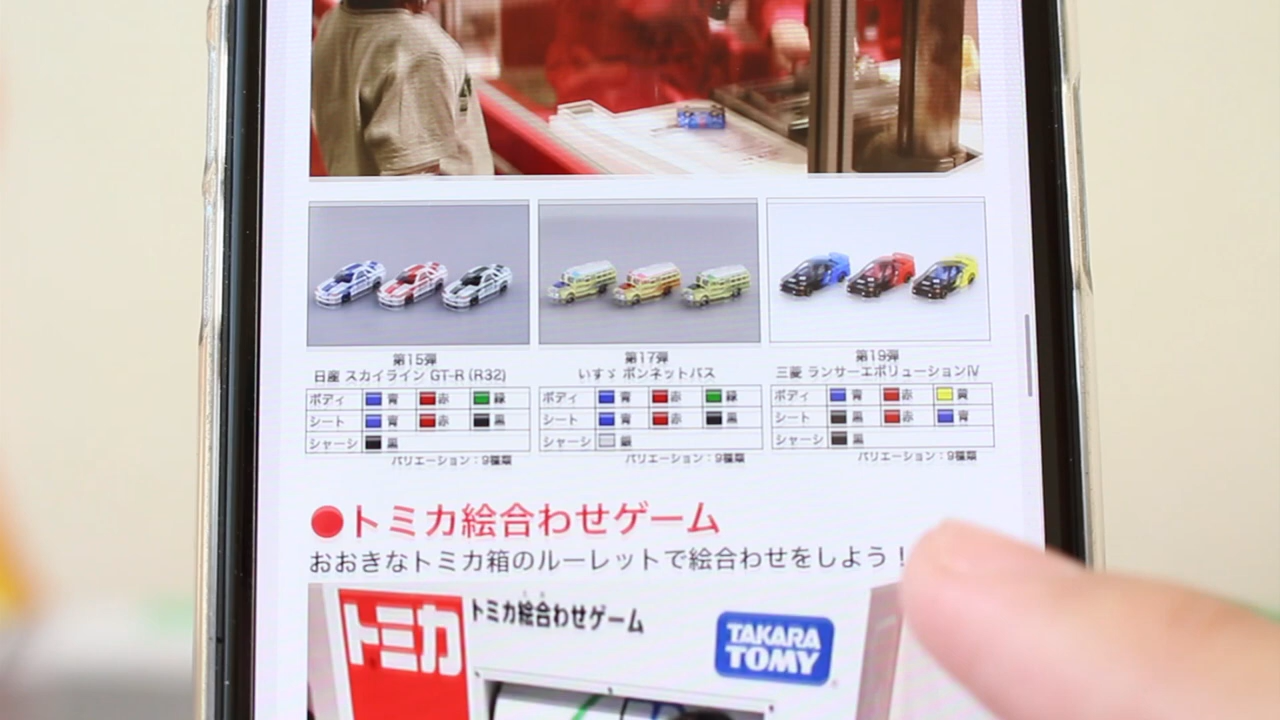 第15弾
日産 スカイライン GT-R (R32)
ボディ 青 赤 緑
シート 青 赤 黒
シャーシ 黒
バリエーション：9種類
第17弾
いすゞ ボンネットバス
ボディ 青 赤 緑
シート 青 赤 黒
シャーシ 銀
バリエーション：9種類
第19弾
三菱 ランサーエボリューションⅣ
ボディ 青 赤 黄
シート 黒 赤 青
シャーシ 黒
バリエーション：9種類
●トミカ絵合わせゲーム
おおきなトミカ箱のルーレットで絵合わせをしよう！
トミカ
トミカ絵合わせゲーム
TAKARA
TOMY